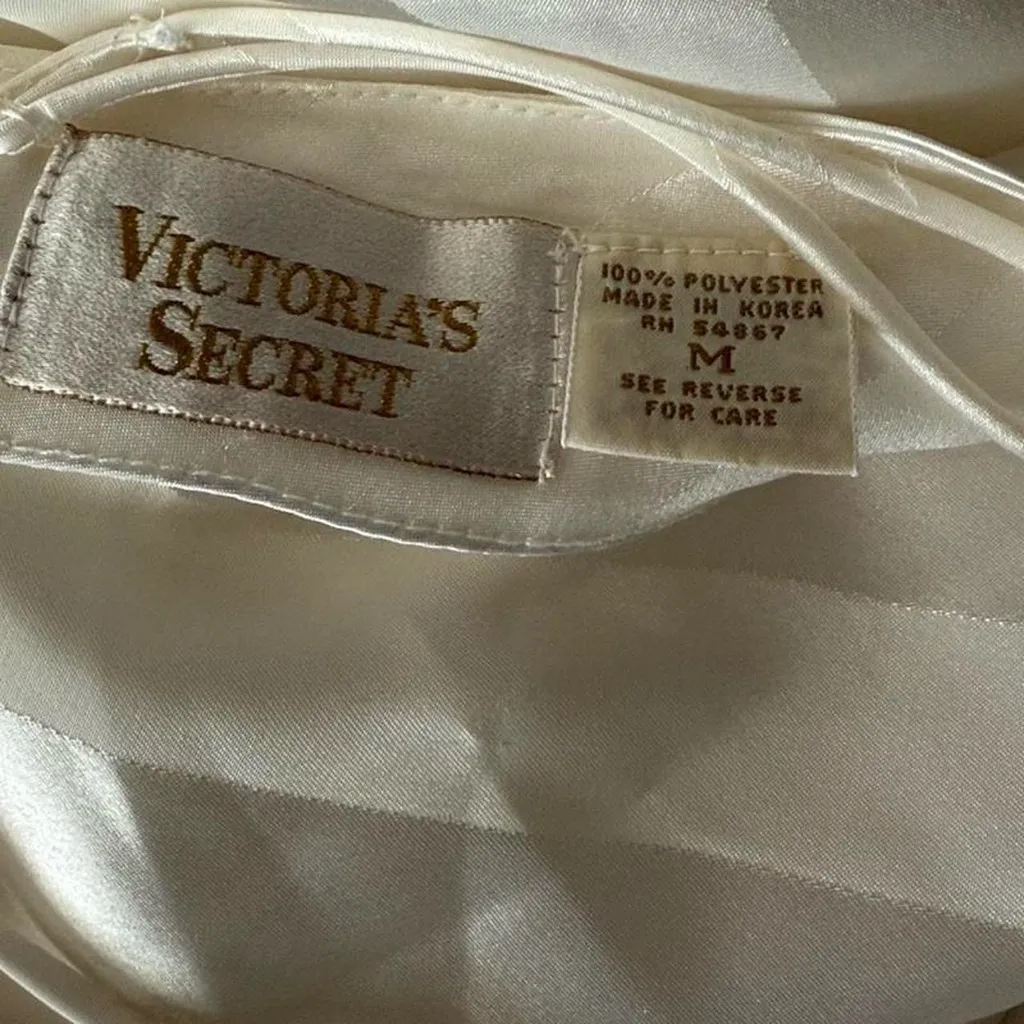 VICTORIA'S
SECRET
100% POLYESTER
MADE IN KOREA
RN 54867
M
SEE REVERSE
FOR CARE